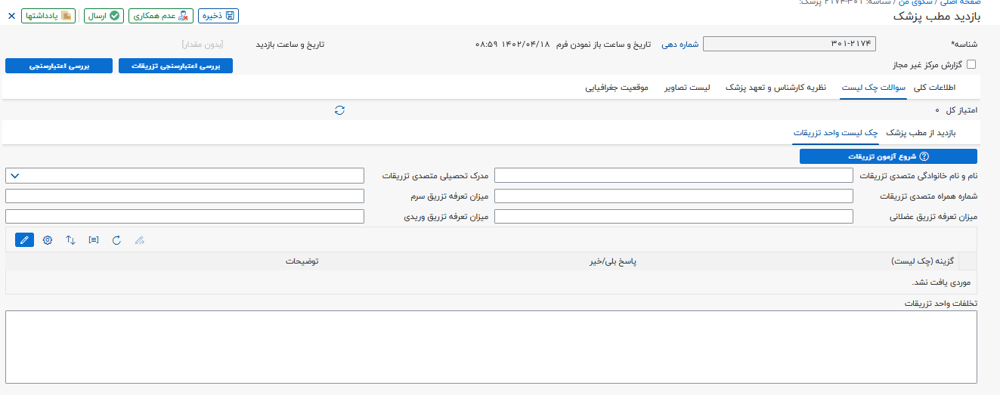 صفحه اصلی / سکوی من / شناسه: ۳۰۱-۲۱۷۴ پزشک:
بازدید مطب پزشک
ذخیره عدم همکاری ارسال یادداشتها
شناسه* ۳۰۱-۲۱۷۴ شماره دهی تاریخ و ساعت باز نمودن فرم ۱۴۰۲/۰۴/۱۸ ۰۸:۵۹ تاریخ و ساعت بازدید [بدون مقدار]
گزارش مرکز غیر مجاز بررسی اعتبارسنجی تزریقات بررسی اعتبارسنجی
اطلاعات کلی سوالات چک لیست نظریه کارشناس و تعهد پزشک لیست تصاویر موقعیت جغرافیایی
امتیاز کل ۰
بازدید از مطب پزشک چک لیست واحد تزریقات
شروع آزمون تزریقات
نام و نام خانوادگی متصدی تزریقات مدرک تحصیلی متصدی تزریقات
شماره همراه متصدی تزریقات میزان تعرفه تزریق سرم
میزان تعرفه تزریق عضلانی میزان تعرفه تزریق وریدی
گزینه (چک لیست) پاسخ بلی/خیر توضیحات
موردی یافت نشد.
تخلفات واحد تزریقات